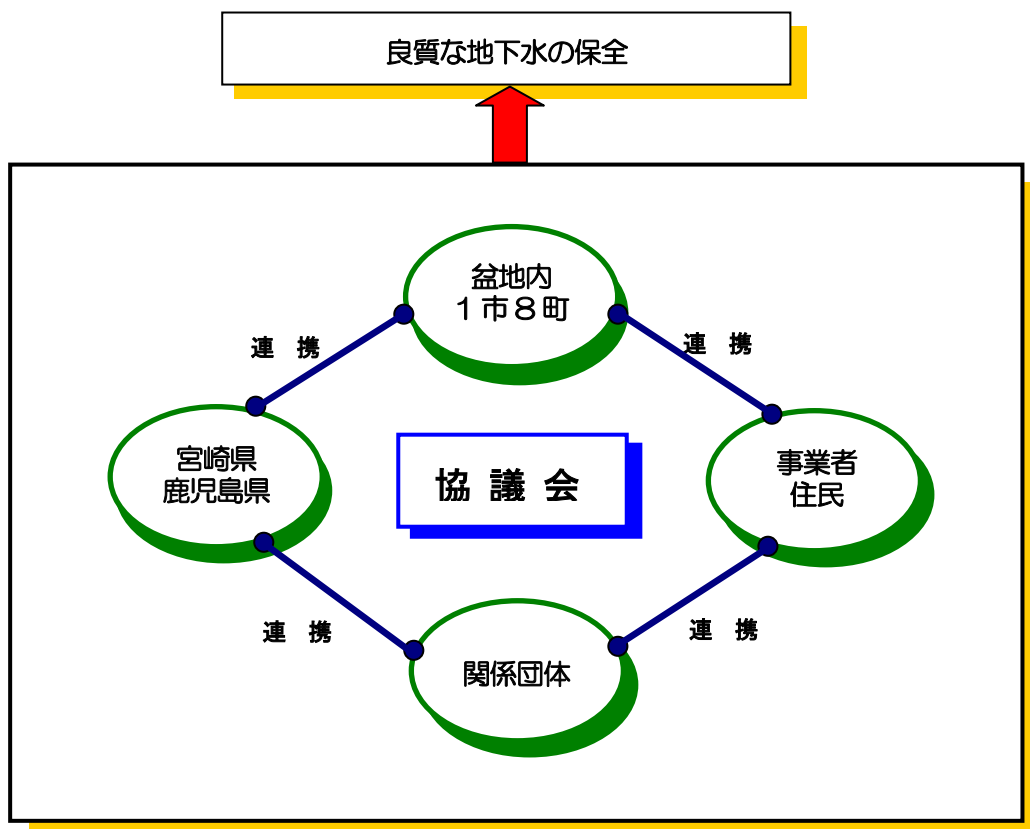 良質な地下水の保全
盆地内
１市８町
連　携
連　携
宮崎県
鹿児島県
協 議 会
事業者
住民
連　携
連　携
関係団体